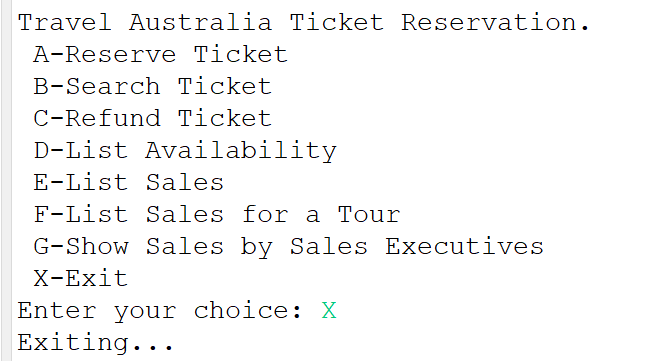 Travel Australia Ticket Reservation.
A-Reserve Ticket
B-Search Ticket
C-Refund Ticket
D-List Availability
E-List Sales
F-List Sales for a Tour
G-Show Sales by Sales Executives
X-Exit
Enter your choice: X
Exiting...